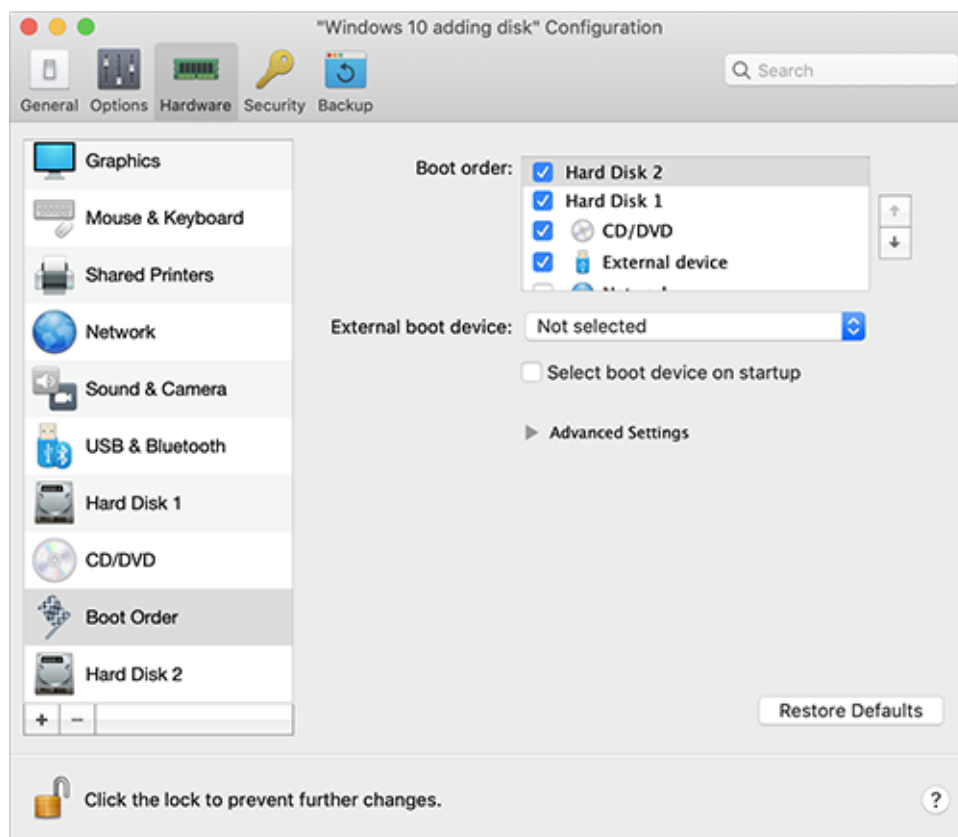 "Windows 10 adding disk" Configuration
General Options Hardware Security Backup
Search
Graphics
Mouse & Keyboard
Shared Printers
Network
Sound & Camera
USB & Bluetooth
Hard Disk 1
CD/DVD
Boot Order
Hard Disk 2
+ −
Boot order:
Hard Disk 2
Hard Disk 1
CD/DVD
External device
External boot device: Not selected
Select boot device on startup
Advanced Settings
Restore Defaults
Click the lock to prevent further changes.
?